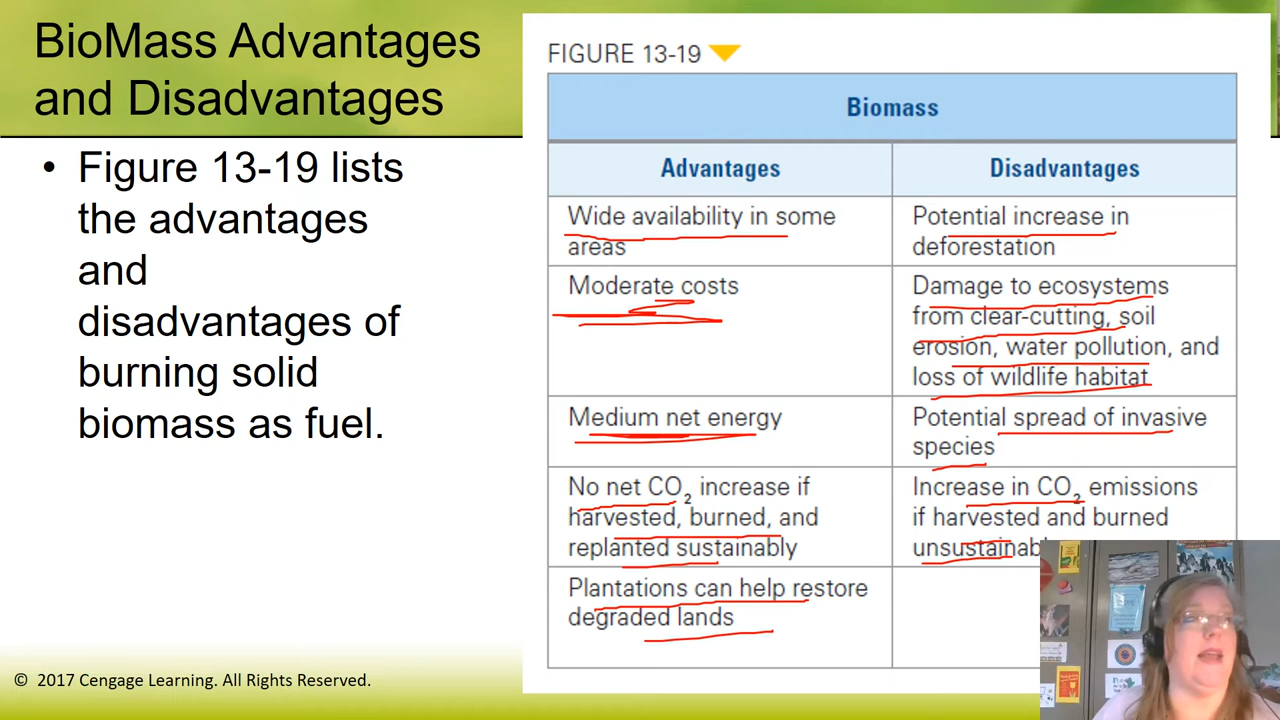 BioMass Advantages
and Disadvantages
• Figure 13-19 lists
the advantages
and
disadvantages of
burning solid
biomass as fuel.
© 2017 Cengage Learning. All Rights Reserved.
FIGURE 13-19
Biomass
Advantages
Disadvantages
Wide availability in some
areas
Potential increase in
deforestation
Moderate costs
Damage to ecosystems
from clear-cutting, soil
erosion, water pollution, and
loss of wildlife habitat
Medium net energy
Potential spread of invasive
species
No net CO₂ increase if
harvested, burned, and
replanted sustainably
Increase in CO₂ emissions
if harvested and burned
unsustainab
Plantations can help restore
degraded lands